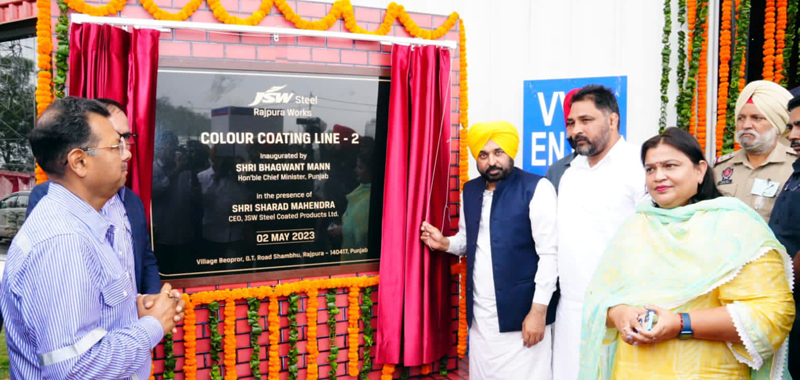 JSW Steel
Rajpura Works
COLOUR COATING LINE - 2
Inaugurated by
SHRI BHAGWANT MANN
Hon'ble Chief Minister, Punjab
in the presence of
SHRI SHARAD MAHENDRA
CEO, JSW Steel Coated Products Ltd.
02 MAY 2023
Village Beopror, G.T. Road Shambhu, Rajpura - 140417, Punjab